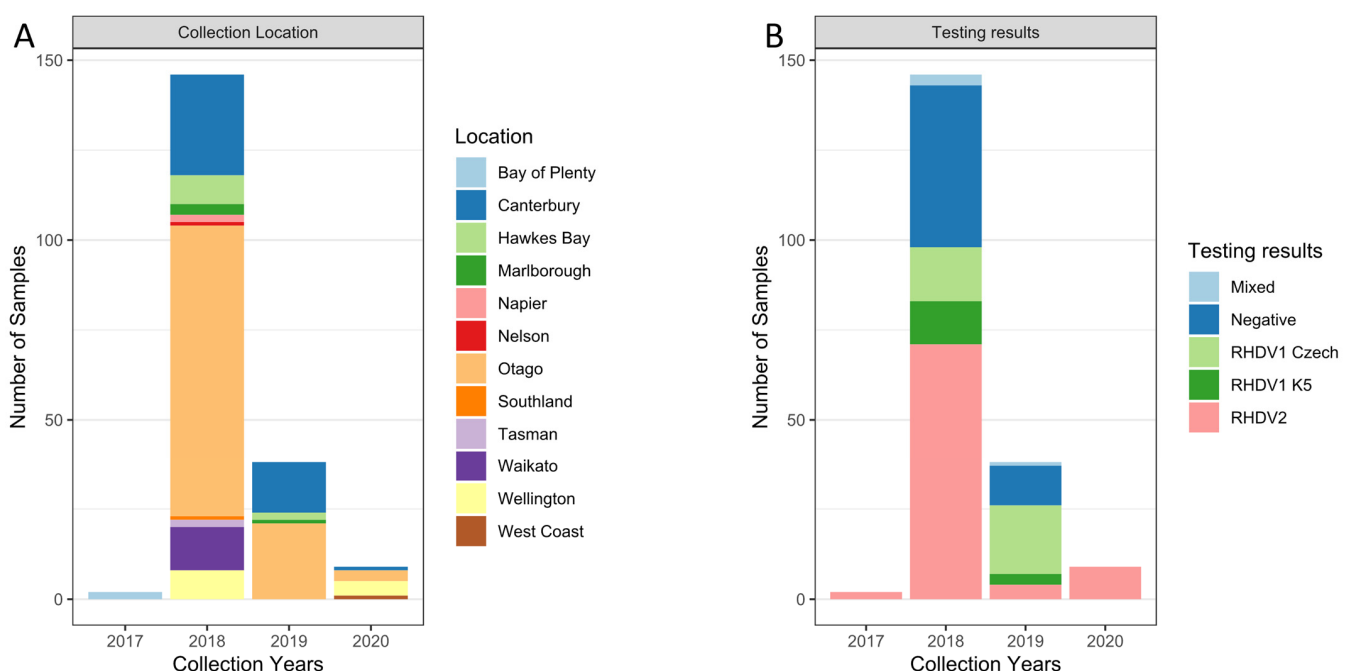 A
Collection Location
150
100
50
0
Number of Samples
2017 2018 2019 2020
Collection Years
Location
Bay of Plenty
Canterbury
Hawkes Bay
Marlborough
Napier
Nelson
Otago
Southland
Tasman
Waikato
Wellington
West Coast
B
Testing results
150
100
50
0
Number of Samples
2017 2018 2019 2020
Collection Years
Testing results
Mixed
Negative
RHDV1 Czech
RHDV1 K5
RHDV2